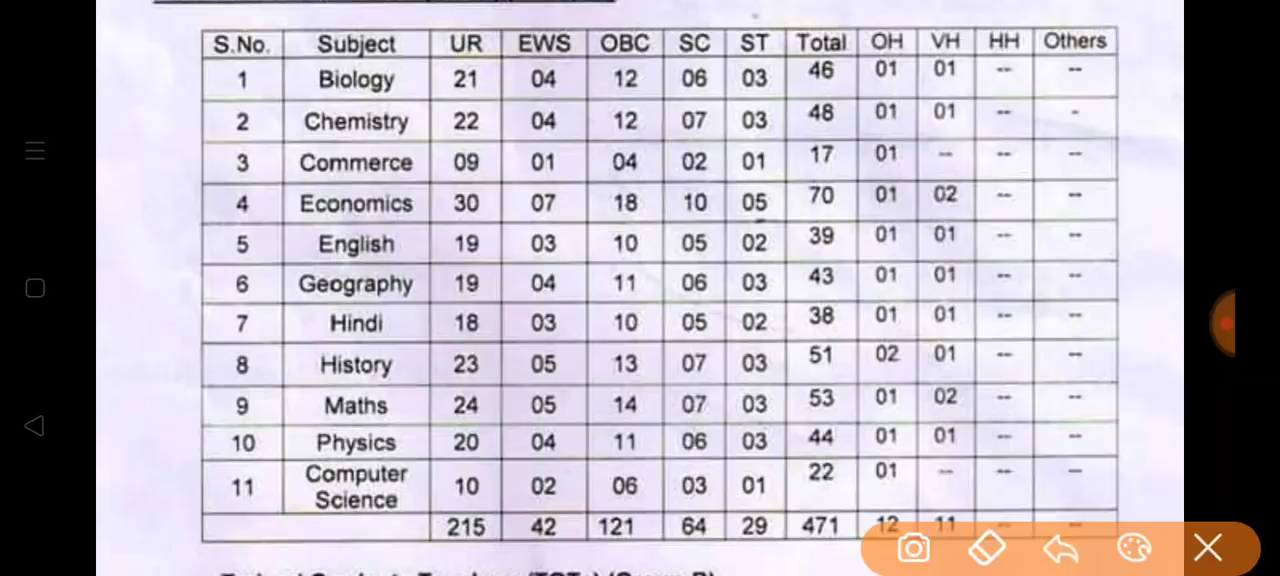 S.No. Subject UR EWS OBC SC ST Total OH VH HH Others
1 Biology 21 04 12 06 03 46 01 01 -- --
2 Chemistry 22 04 12 07 03 48 01 01 -- -
3 Commerce 09 01 04 02 01 17 01 -- -- --
4 Economics 30 07 18 10 05 70 01 02 -- --
5 English 19 03 10 05 02 39 01 01 -- --
6 Geography 19 04 11 06 03 43 01 01 -- --
7 Hindi 18 03 10 05 02 38 01 01 -- --
8 History 23 05 13 07 03 51 02 01 -- --
9 Maths 24 05 14 07 03 53 01 02 -- --
10 Physics 20 04 11 06 03 44 01 01 -- --
11 Computer Science 10 02 06 03 01 22 01 -- -- --
215 42 121 64 29 471 12 11 -- --